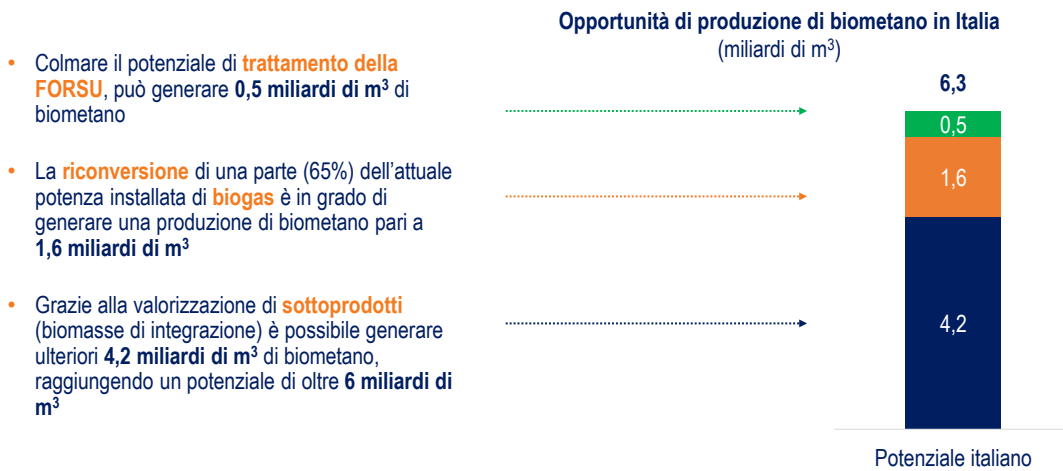 Opportunità di produzione di biometano in Italia
(miliardi di m³)
• Colmare il potenziale di trattamento della
FORSU, può generare 0,5 miliardi di m³ di
biometano
• La riconversione di una parte (65%) dell’attuale
potenza installata di biogas è in grado di
generare una produzione di biometano pari a
1,6 miliardi di m³
• Grazie alla valorizzazione di sottoprodotti
(biomasse di integrazione) è possibile generare
ulteriori 4,2 miliardi di m³ di biometano,
raggiungendo un potenziale di oltre 6 miliardi di
m³
6,3
0,5
1,6
4,2
Potenziale italiano